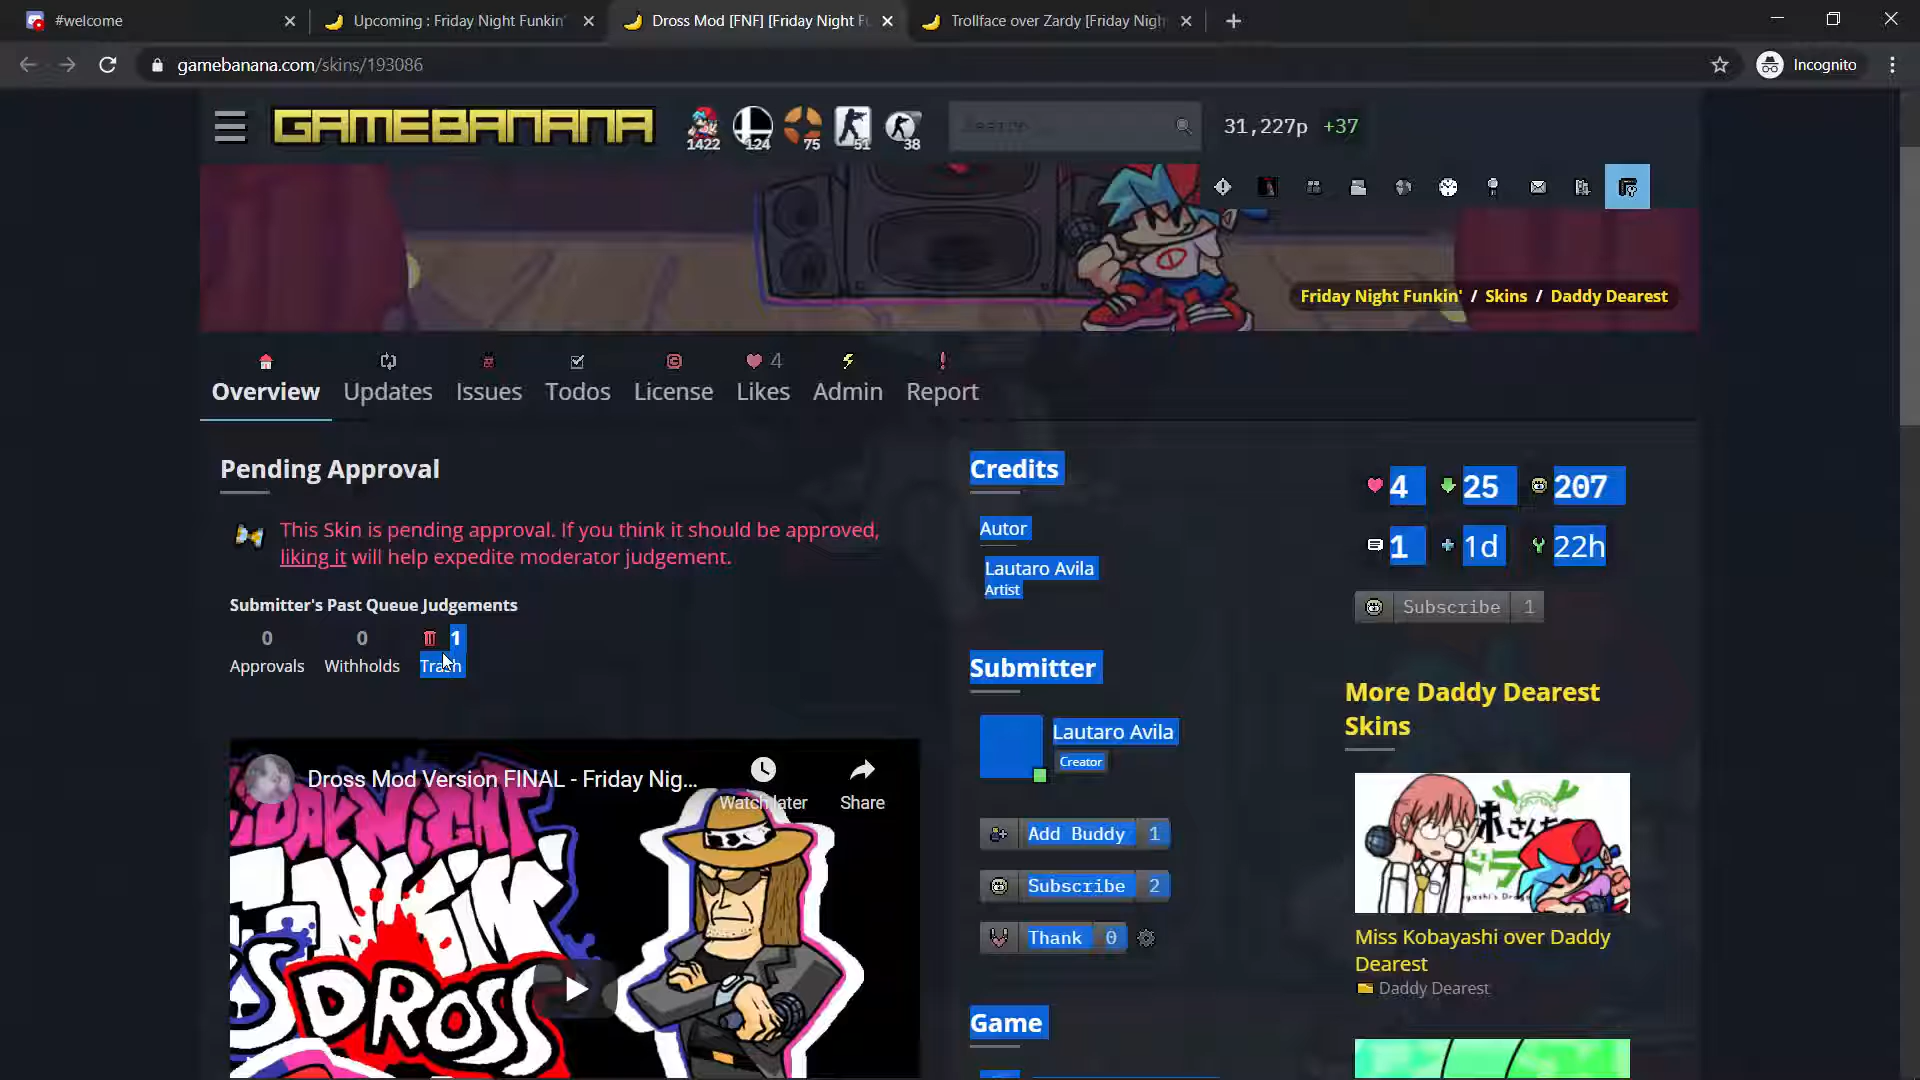 #welcome
Upcoming : Friday Night Funkin'
Dross Mod [FNF] [Friday Night F
Trollface over Zardy [Friday Nigh
gamebanana.com/skins/193086
Incognito
GAMEBANANA
1422
124
75
51
38
Search
31,227p +37
Friday Night Funkin' / Skins / Daddy Dearest
4
Overview Updates Issues Todos License Likes Admin Report
Pending Approval
This Skin is pending approval. If you think it should be approved,
liking it will help expedite moderator judgement.
Submitter's Past Queue Judgements
0 0 1
Approvals Withholds Trash
Dross Mod Version FINAL - Friday Nig...
Watch later
Share
FRIDAY NIGHT
FUNKIN
VS DROSS
Credits
Autor
Lautaro Avila
Artist
Submitter
Lautaro Avila
Creator
Add Buddy 1
Subscribe 2
Thank 0
Game
4 25 207
1 1d 22h
Subscribe 1
More Daddy Dearest
Skins
Miss Kobayashi over Daddy
Dearest
Daddy Dearest